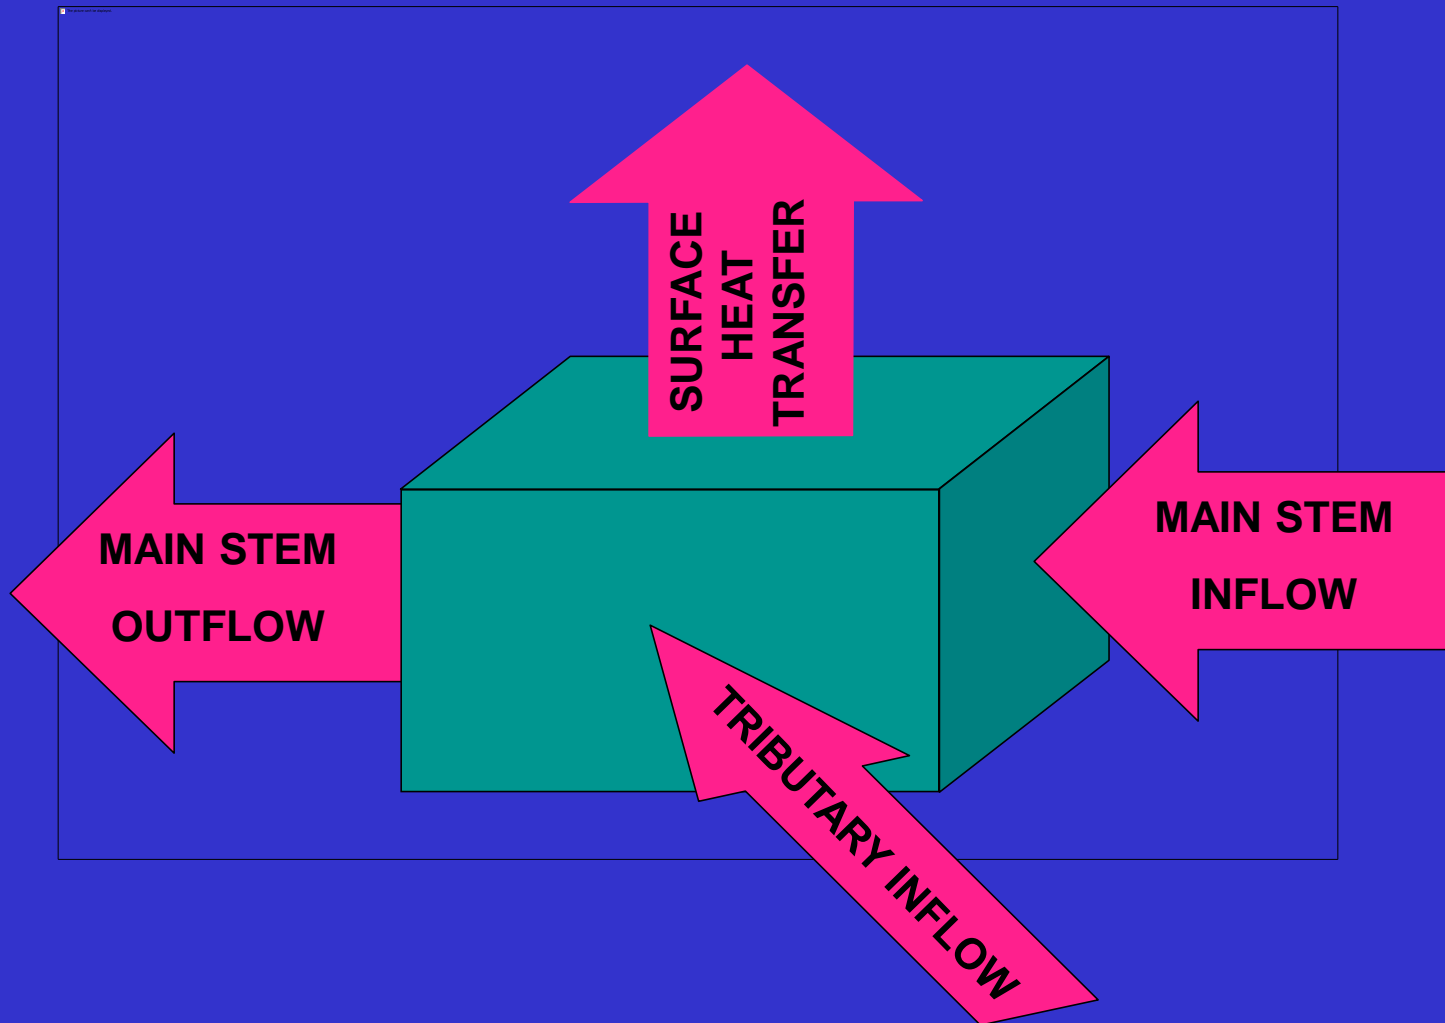 SURFACE
HEAT
TRANSFER
MAIN STEM
OUTFLOW
MAIN STEM
INFLOW
TRIBUTARY INFLOW